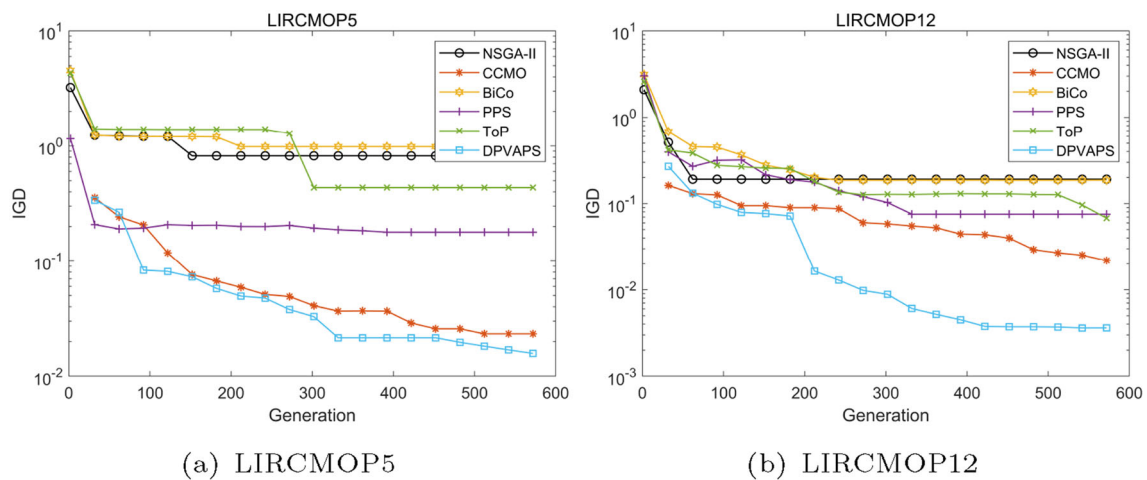 LIRCMOP5
10^1
10^0
10^-1
10^-2
IGD
0
100
200
300
400
500
600
Generation
NSGA-II
CCMO
BiCo
PPS
ToP
DPVAPS
(a) LIRCMOP5
LIRCMOP12
10^1
10^0
10^-1
10^-2
10^-3
IGD
0
100
200
300
400
500
600
Generation
NSGA-II
CCMO
BiCo
PPS
ToP
DPVAPS
(b) LIRCMOP12